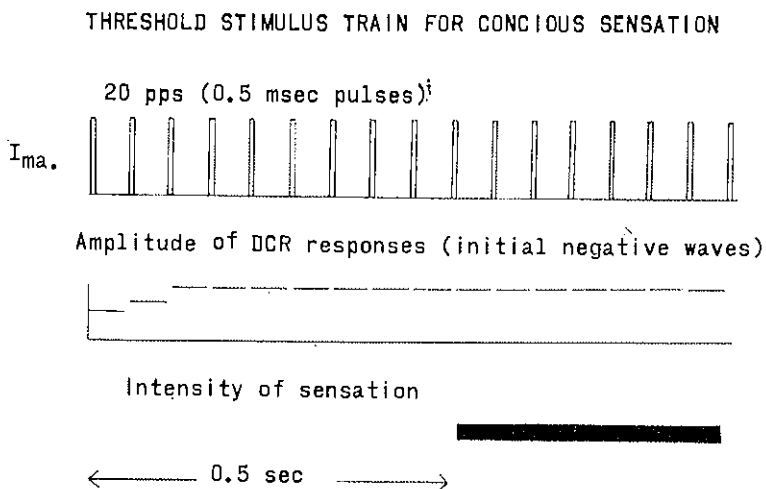 THRESHOLD STIMULUS TRAIN FOR CONCIOUS SENSATION
20 pps (0.5 msec pulses)
Ima.
Amplitude of DCR responses (initial negative waves)
Intensity of sensation
0.5 sec